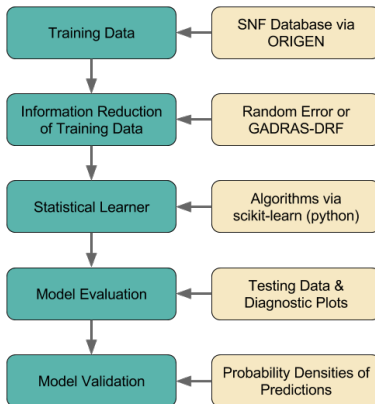 Training Data
SNF Database via
ORIGEN
Information Reduction
of Training Data
Random Error or
GADRAS-DRF
Statistical Learner
Algorithms via
scikit-learn (python)
Model Evaluation
Testing Data &
Diagnostic Plots
Model Validation
Probability Densities of
Predictions